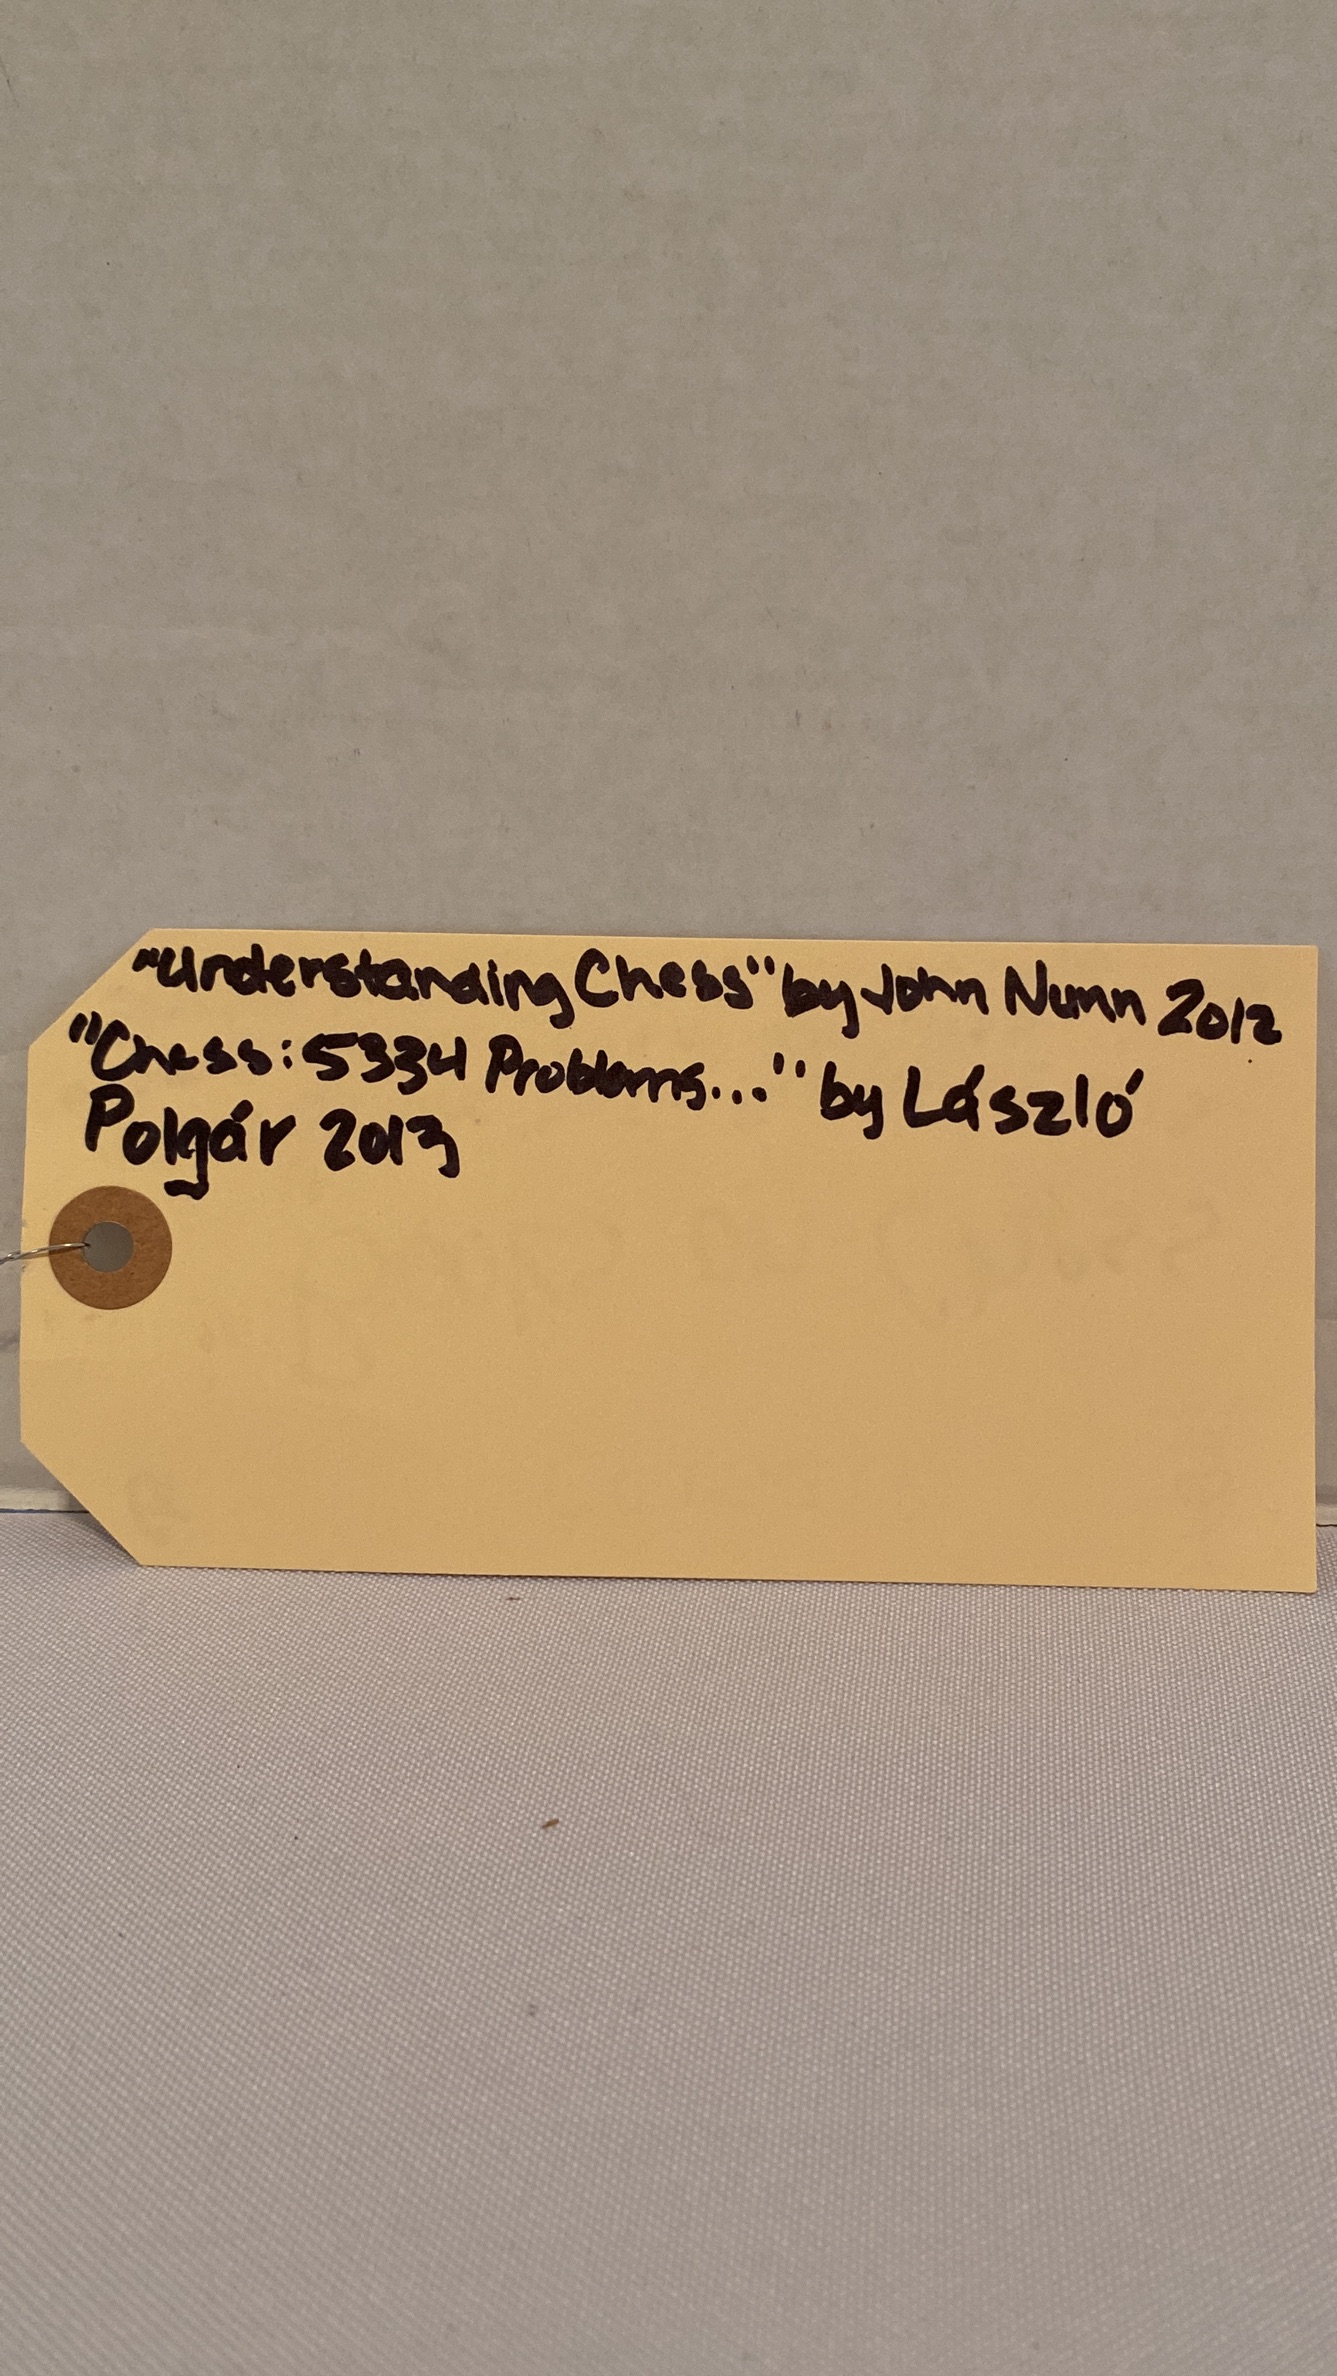 "Understanding Chess" by John Nunn 2012
"Chess: 5334 Problems..." by László
Polgár 2013